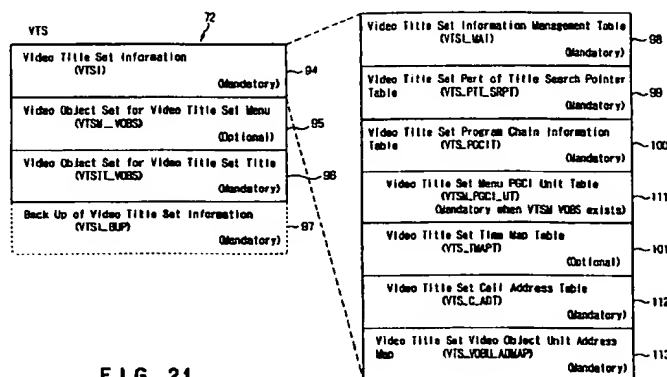 VTS
72
Video Title Set Information
(VTSI)
(Mandatory)
94
Video Object Set for Video Title Set Menu
(VTSM_VOBS)
(Optional)
95
Video Object Set for Video Title Set Title
(VTSTT_VOBS)
(Mandatory)
96
Back Up of Video Title Set Information
(VTSI_BUP)
(Mandatory)
97
Video Title Set Information Management Table
(VTSI_MAT)
(Mandatory)
98
Video Title Set Part of Title Search Pointer
Table
(VTS_PTT_SRPT)
(Mandatory)
99
Video Title Set Program Chain Information
Table
(VTS_PGCIT)
(Mandatory)
100
Video Title Set Menu PGCI Unit Table
(VTSM_PGCI_UT)
(Mandatory when VTSM VOBS exists)
111
Video Title Set Time Map Table
(VTS_TMAPT)
(Optional)
101
Video Title Set Cell Address Table
(VTS_C_ADT)
(Mandatory)
112
Video Title Set Video Object Unit Address
Map
(VTS_VOBU_ADMAP)
(Mandatory)
113
FIG. 21